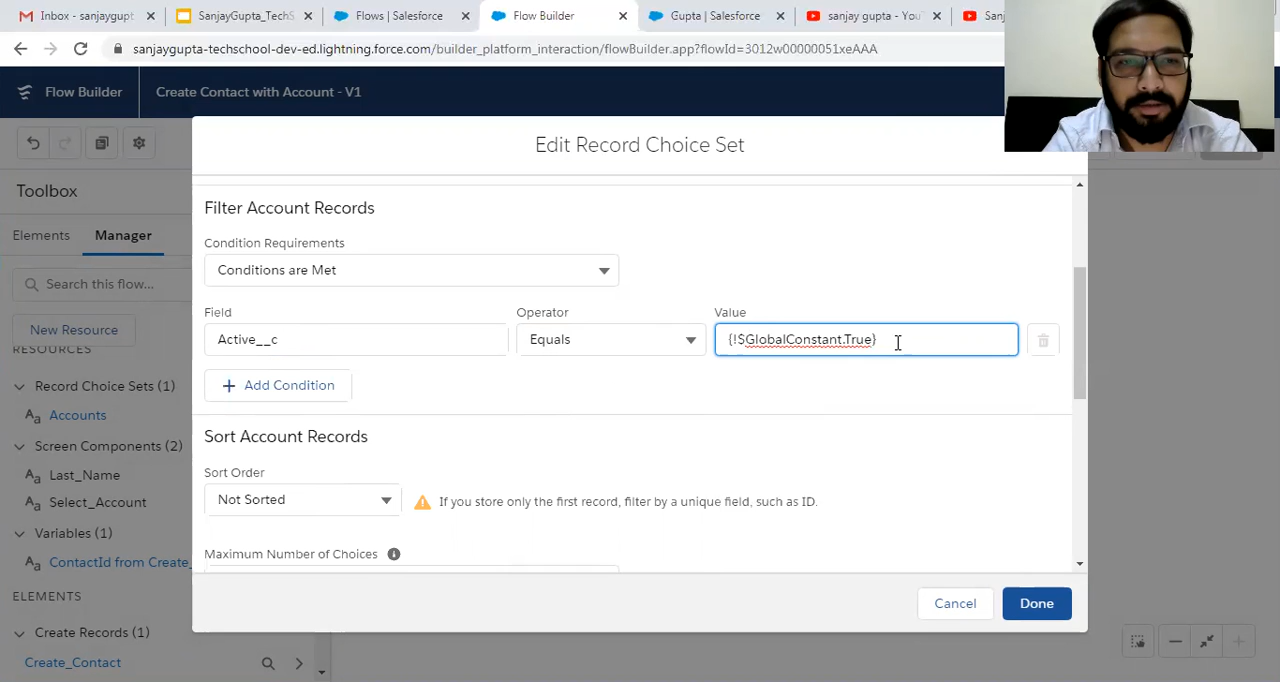 Inbox - sanjaygupt
SanjayGupta_TechS
Flows | Salesforce
Flow Builder
Gupta | Salesforce
sanjay gupta - You
San
sanjaygupta-techschool-dev-ed.lightning.force.com/builder_platform_interaction/flowBuilder.app?flowId=3012w00000051xeAAA
Flow Builder
Create Contact with Account - V1
Edit Record Choice Set
Toolbox
Elements
Manager
Search this flow...
New Resource
RESOURCES
Record Choice Sets (1)
Accounts
Screen Components (2)
Last_Name
Select_Account
Variables (1)
ContactId from Create_
ELEMENTS
Create Records (1)
Create_Contact
Filter Account Records
Condition Requirements
Conditions are Met
Field
Operator
Value
Active__c
Equals
{!$GlobalConstant.True}
+ Add Condition
Sort Account Records
Sort Order
Not Sorted
If you store only the first record, filter by a unique field, such as ID.
Maximum Number of Choices
Cancel
Done